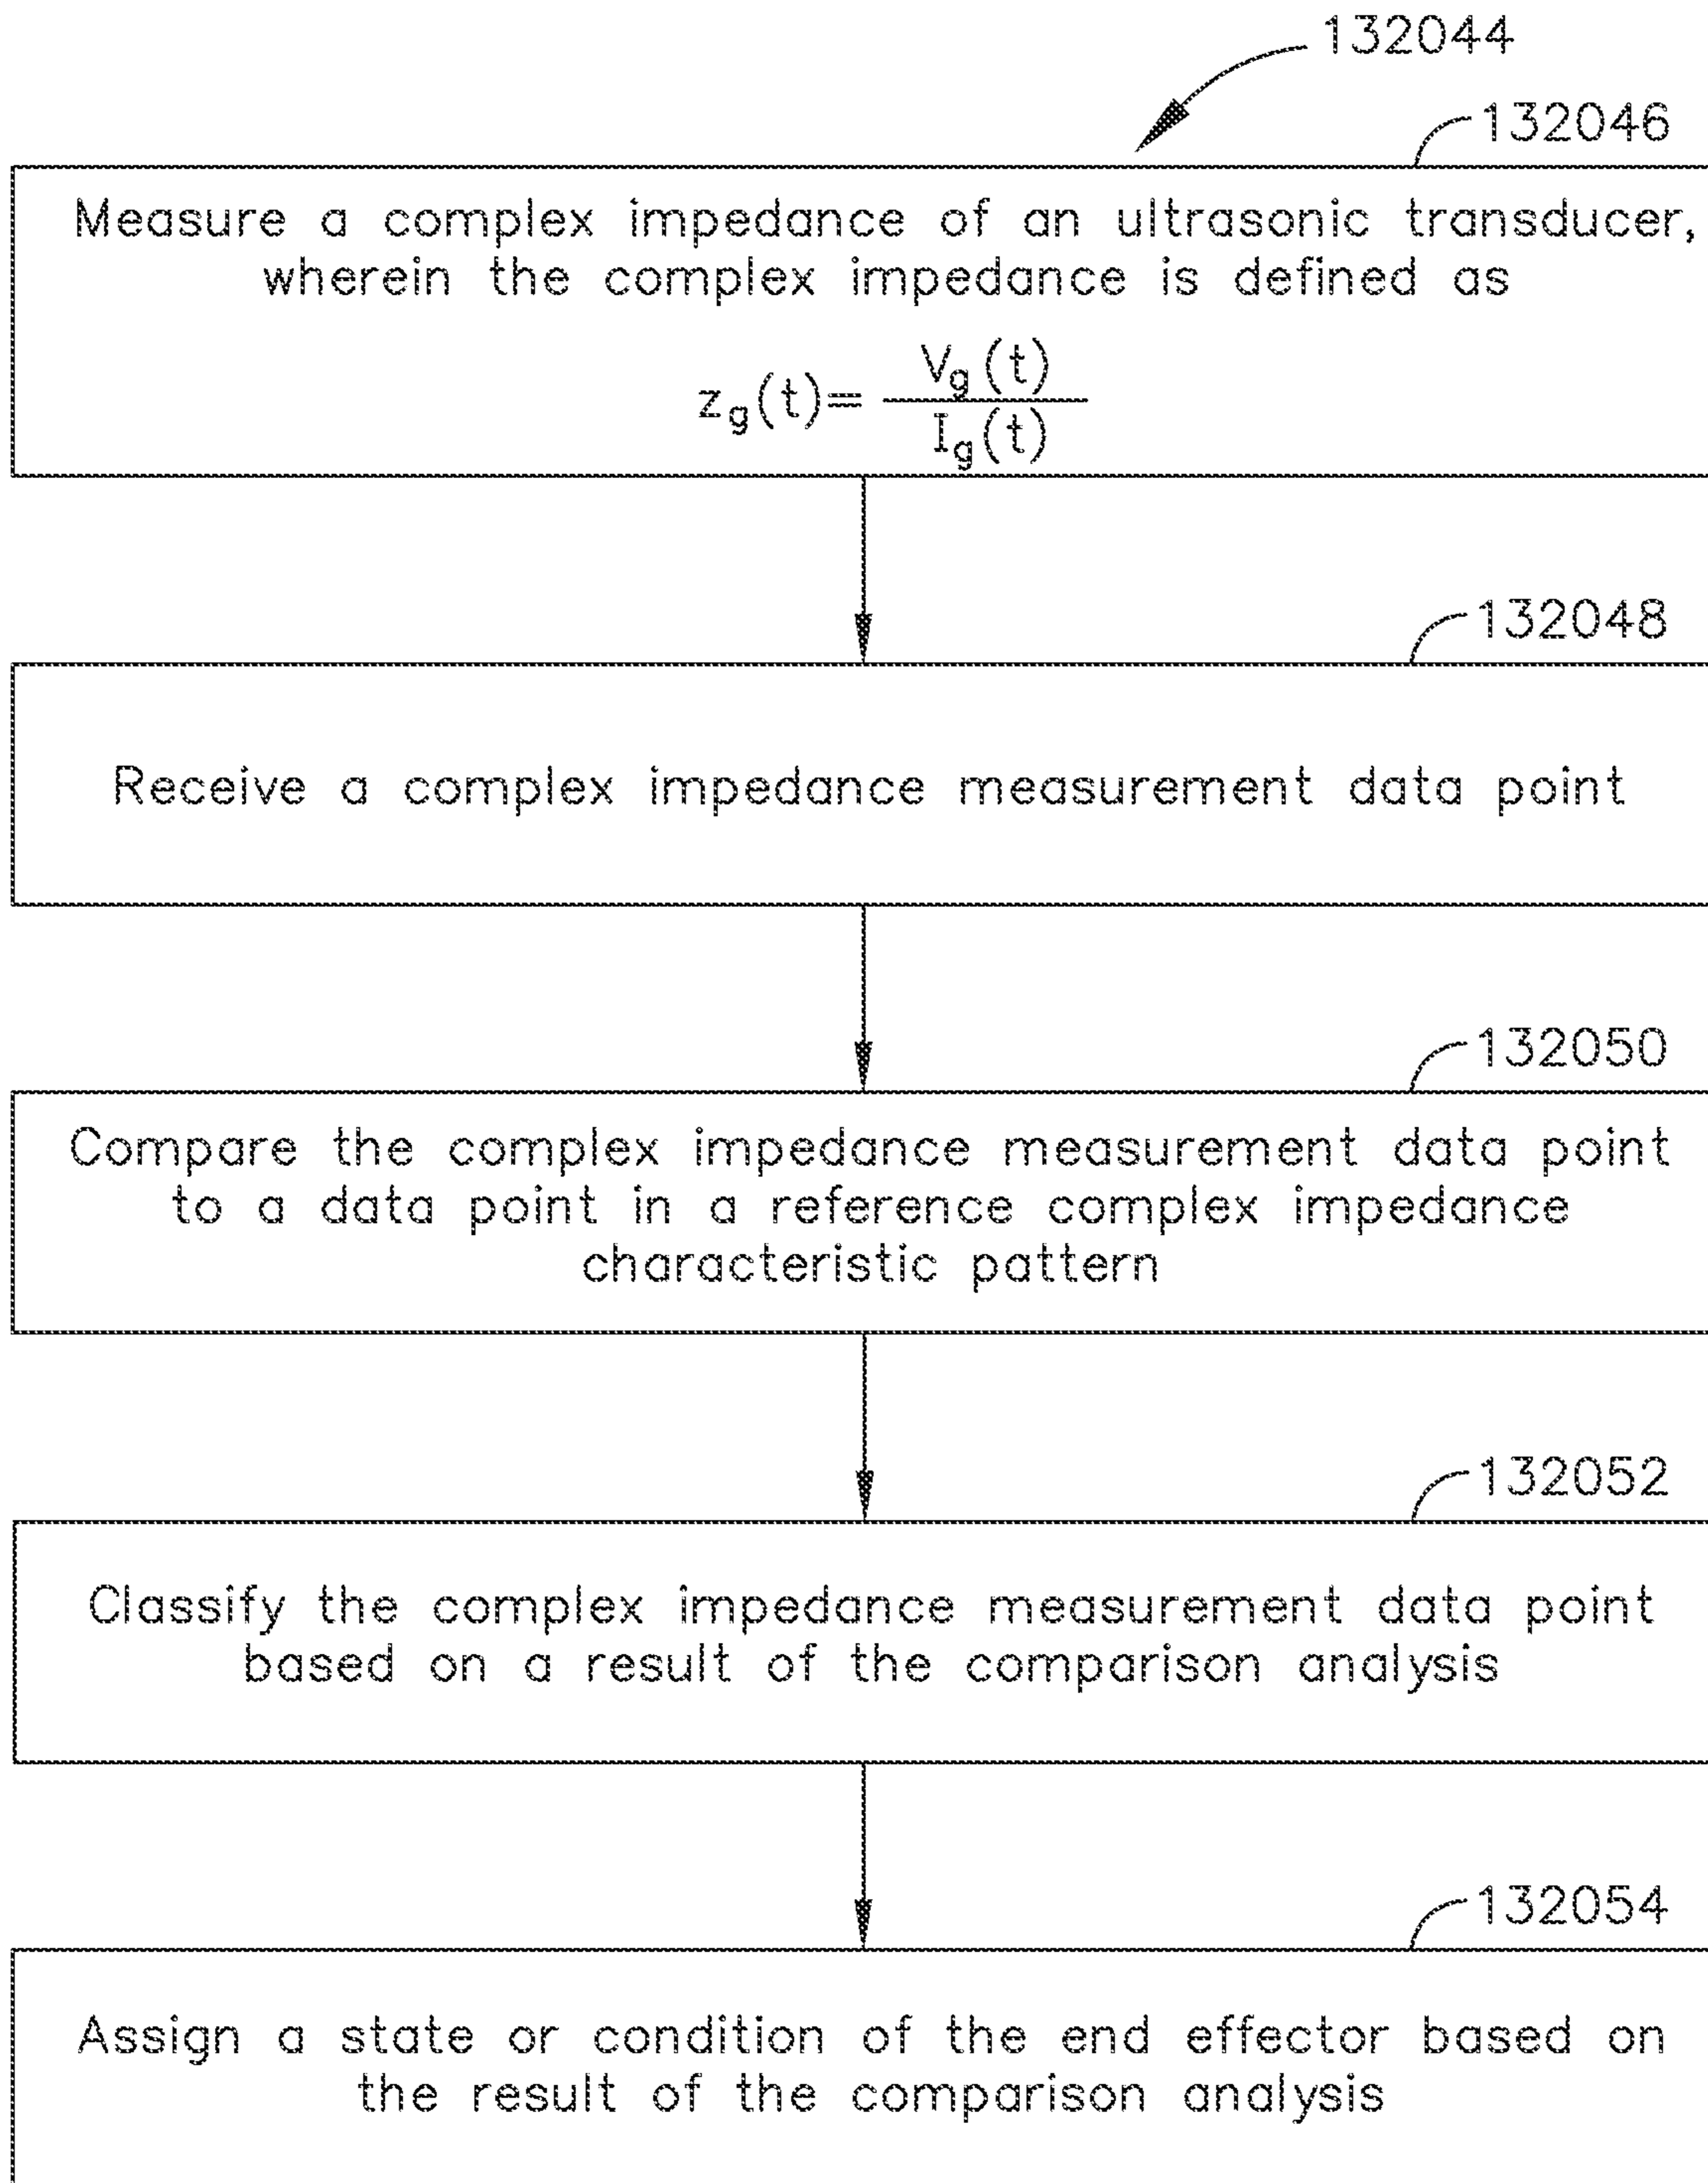 132044
132046
Measure a complex impedance of an ultrasonic transducer,
wherein the complex impedance is defined as
z_g(t)= V_g(t) / I_g(t)
132048
Receive a complex impedance measurement data point
132050
Compare the complex impedance measurement data point
to a data point in a reference complex impedance
characteristic pattern
132052
Classify the complex impedance measurement data point
based on a result of the comparison analysis
132054
Assign a state or condition of the end effector based on
the result of the comparison analysis